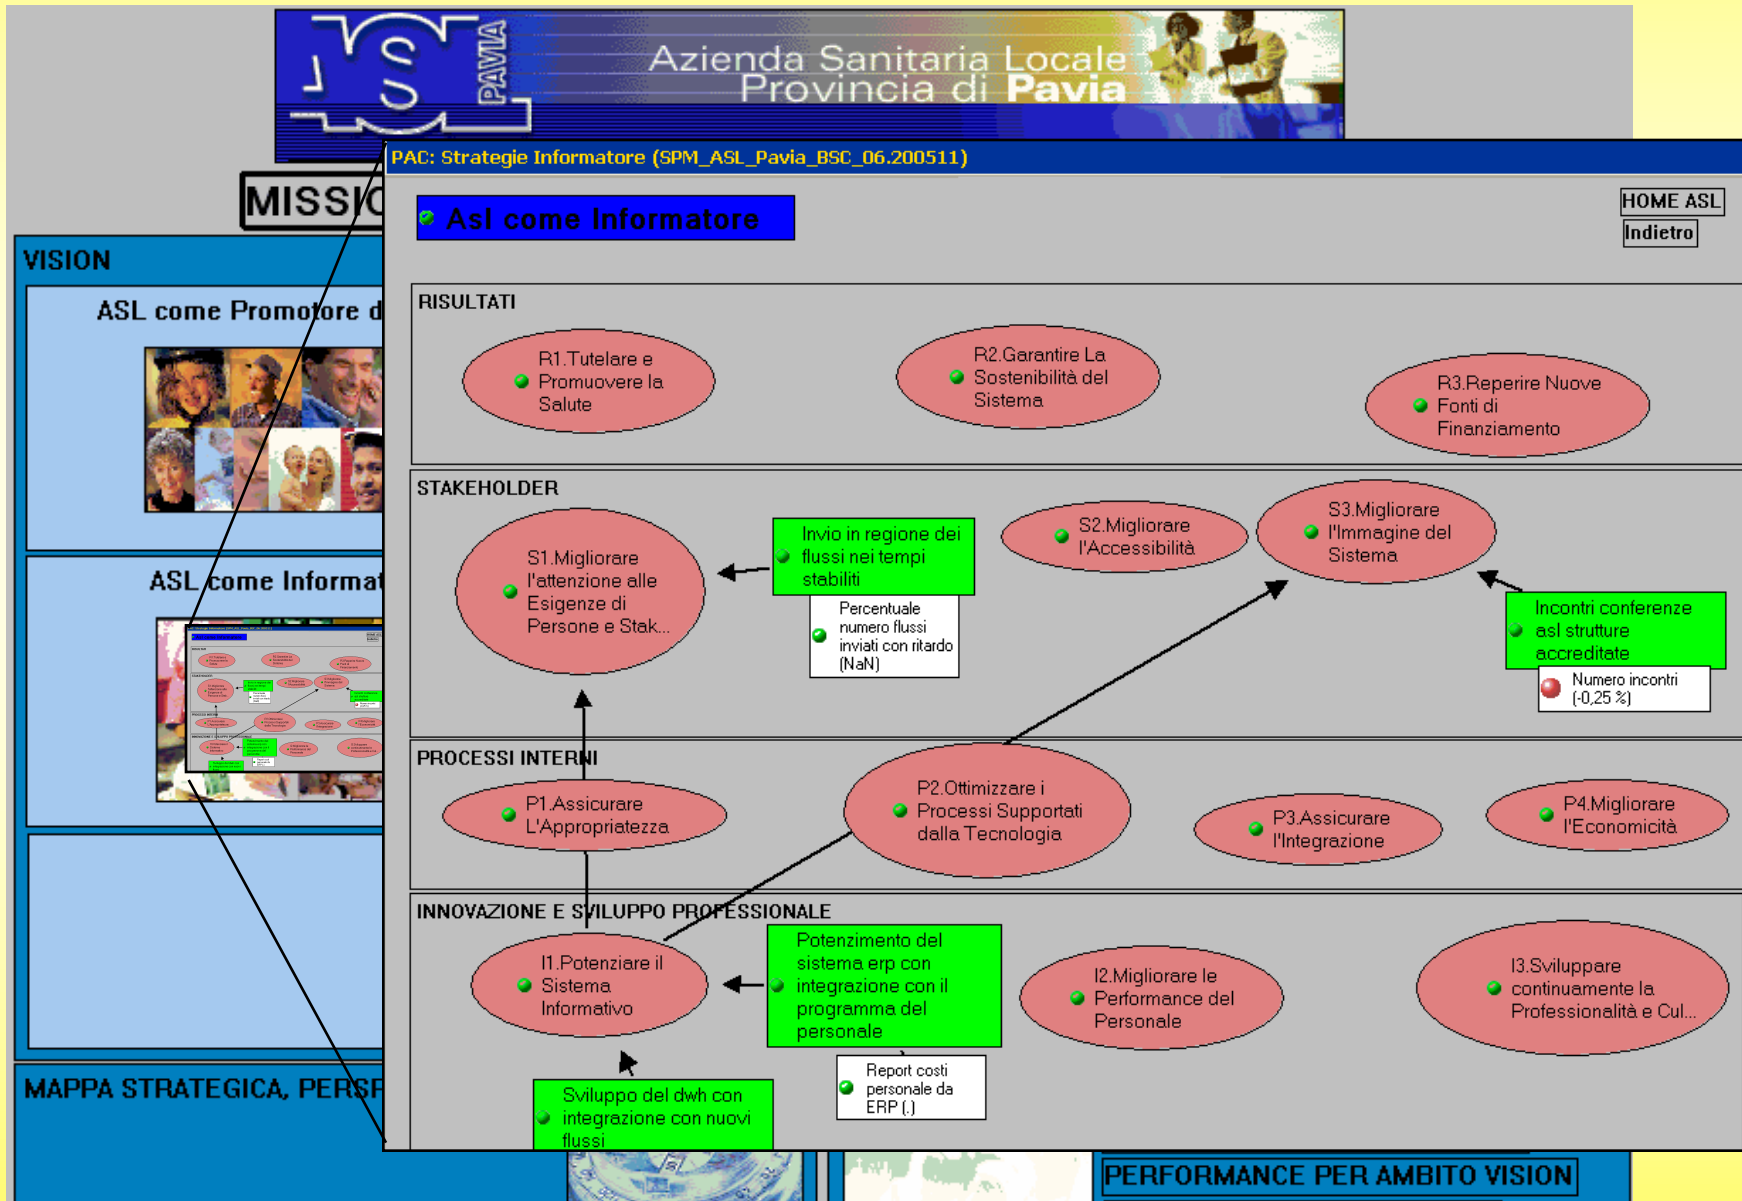 PAVIA
Azienda Sanitaria Locale
Provincia di Pavia
MISSIO
VISION
ASL come Promotore d
ASL come Informat
MAPPA STRATEGICA, PERSP
PAC: Strategie Informatore (SPM_ASL_Pavia_BSC_06.200511)
Asl come Informatore
HOME ASL
Indietro
RISULTATI
R1.Tutelare e
Promuovere la
Salute
R2.Garantire La
Sostenibilità del
Sistema
R3.Reperire Nuove
Fonti di
Finanziamento
STAKEHOLDER
S1.Migliorare
l'attenzione alle
Esigenze di
Persone e Stak...
Invio in regione dei
flussi nei tempi
stabiliti
Percentuale
numero flussi
inviati con ritardo
(NaN)
S2.Migliorare
l'Accessibilità
S3.Migliorare
l'Immagine del
Sistema
Incontri conferenze
asl strutture
accreditate
Numero incontri
(-0,25 %)
PROCESSI INTERNI
P1.Assicurare
L'Appropriatezza
P2.Ottimizzare i
Processi Supportati
dalla Tecnologia
P3.Assicurare
l'Integrazione
P4.Migliorare
l'Economicità
INNOVAZIONE E SVILUPPO PROFESSIONALE
I1.Potenziare il
Sistema
Informativo
Potenzimento del
sistema erp con
integrazione con il
programma del
personale
Report costi
personale da
ERP (.)
Sviluppo del dwh con
integrazione con nuovi
flussi
I2.Migliorare le
Performance del
Personale
I3.Sviluppare
continuamente la
Professionalità e Cul...
PERFORMANCE PER AMBITO VISION